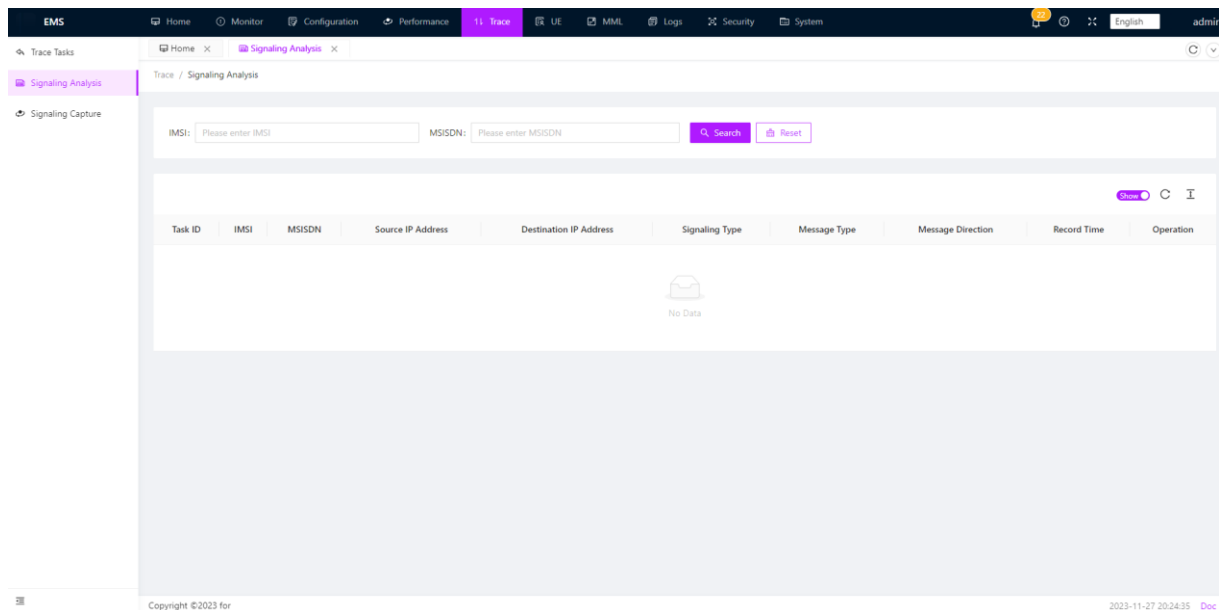 EMS Home Monitor Configuration Performance Trace UE MML Logs Security System 22 English admin
Trace Tasks
Signaling Analysis
Signaling Capture
Home Signaling Analysis
Trace / Signaling Analysis
IMSI: Please enter IMSI MSISDN: Please enter MSISDN Search Reset
Show
Task ID IMSI MSISDN Source IP Address Destination IP Address Signaling Type Message Type Message Direction Record Time Operation
No Data
Copyright ©2023 for 2023-11-27 20:24:35 Doc